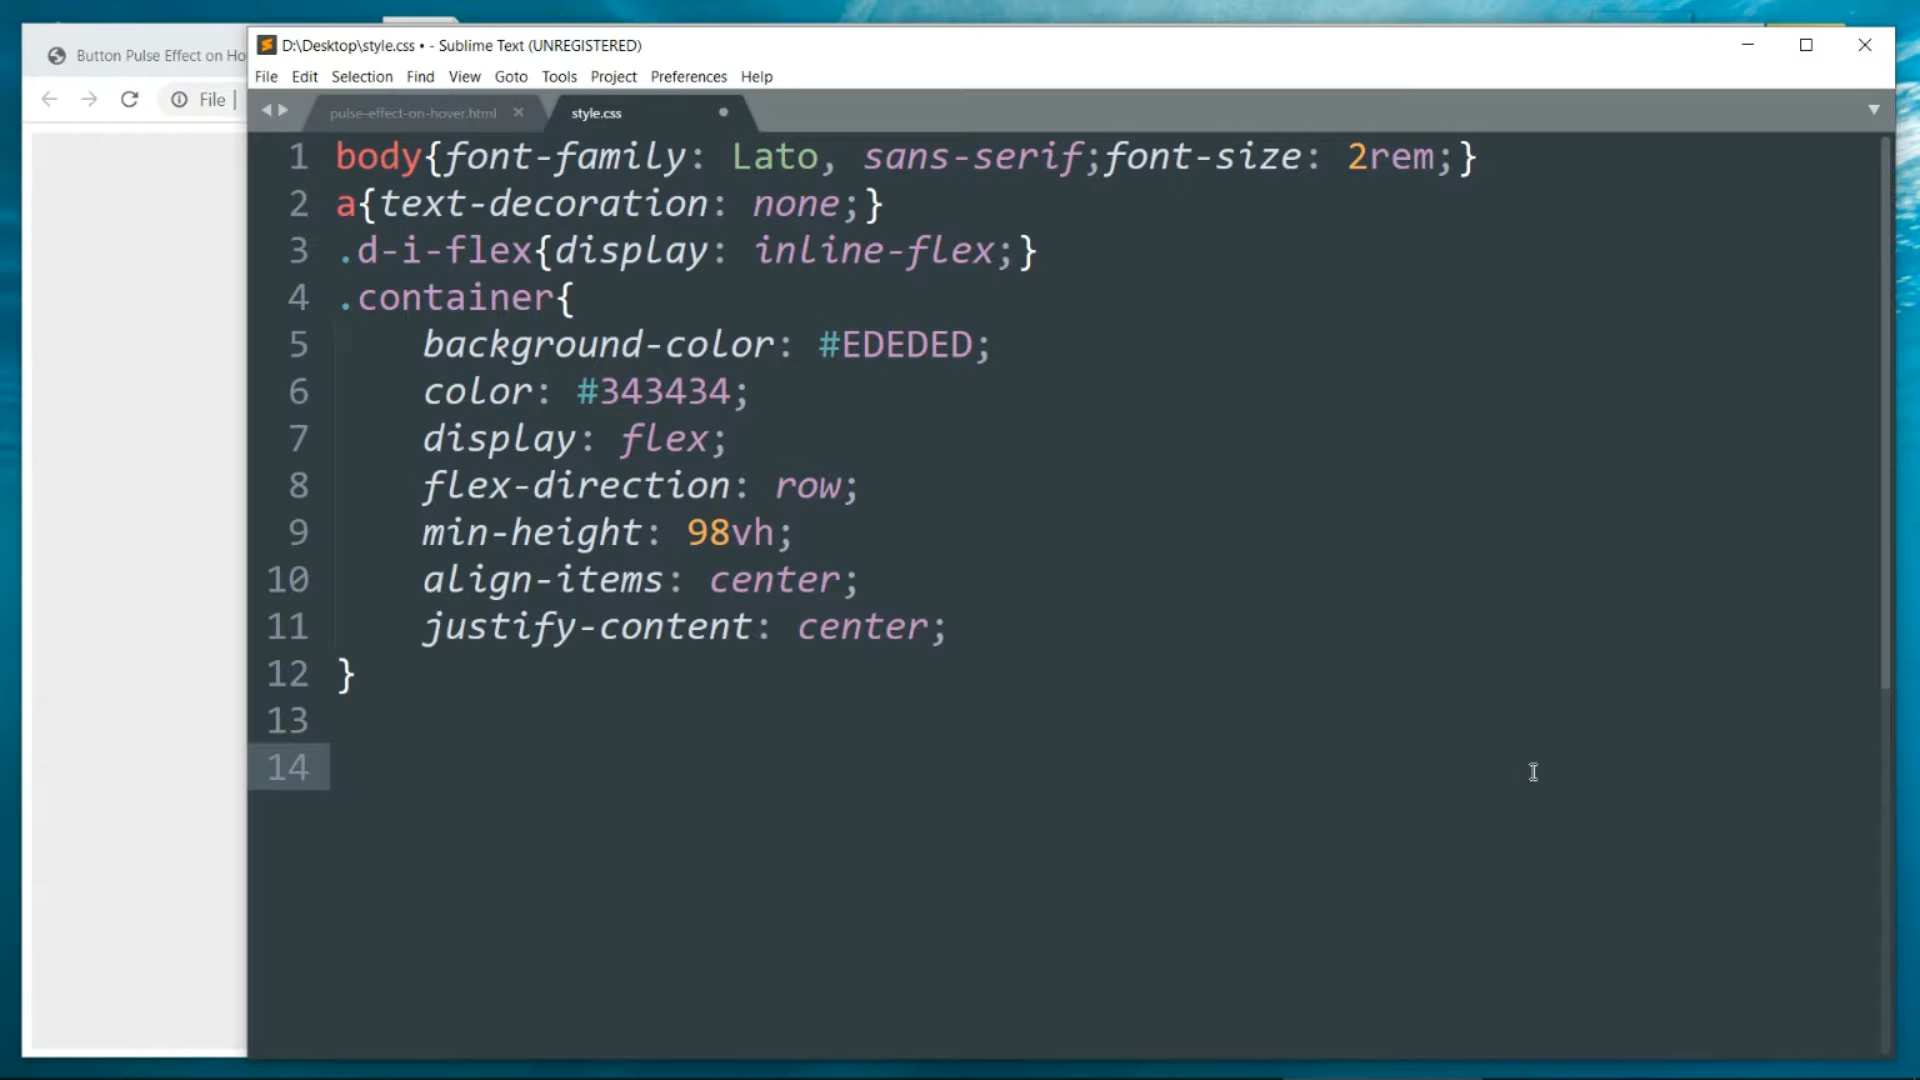 Button Pulse Effect on Ho
File
D:\Desktop\style.css • - Sublime Text (UNREGISTERED)
File Edit Selection Find View Goto Tools Project Preferences Help
pulse-effect-on-hover.html style.css
1 body{font-family: Lato, sans-serif;font-size: 2rem;}
2 a{text-decoration: none;}
3 .d-i-flex{display: inline-flex;}
4 .container{
5 background-color: #EDEDED;
6 color: #343434;
7 display: flex;
8 flex-direction: row;
9 min-height: 98vh;
10 align-items: center;
11 justify-content: center;
12 }
13
14